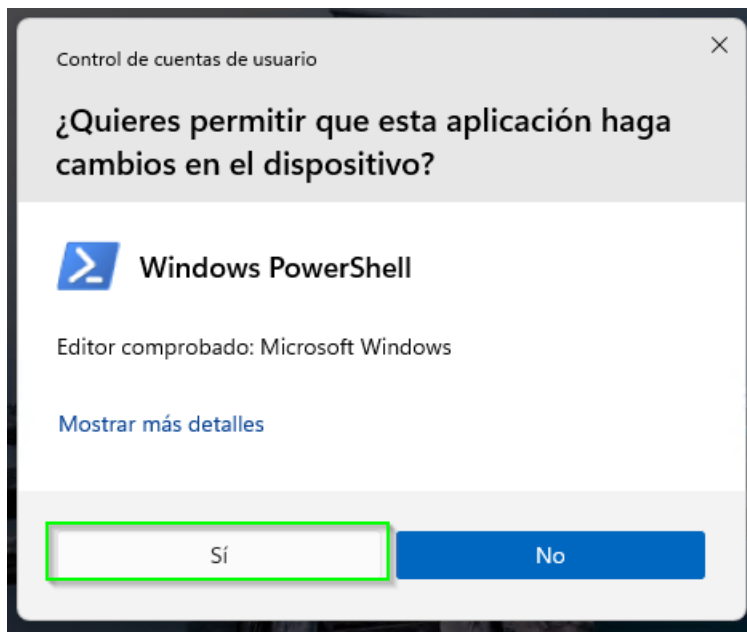 Control de cuentas de usuario
¿Quieres permitir que esta aplicación haga
cambios en el dispositivo?
Windows PowerShell
Editor comprobado: Microsoft Windows
Mostrar más detalles
Sí
No